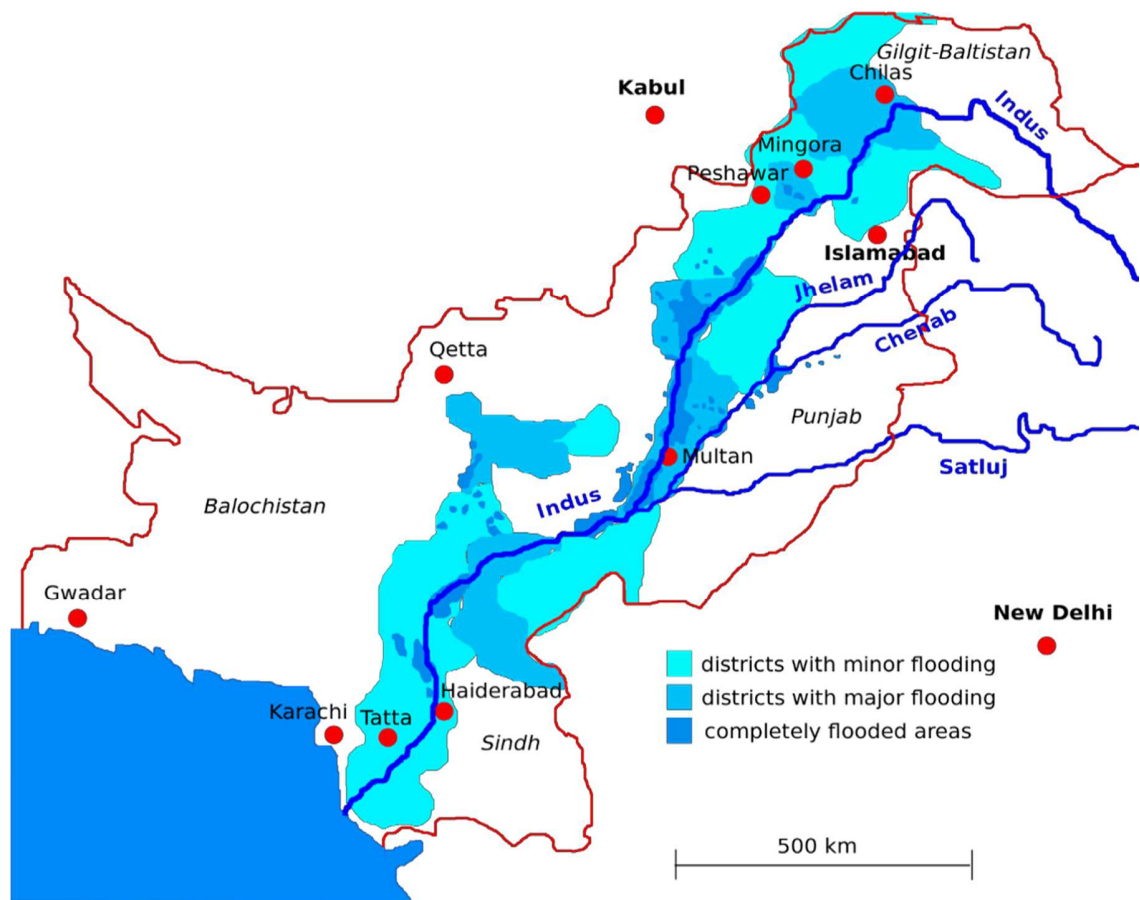 Gilgit-Baltistan
Chilas
Kabul
Indus
Mingora
Peshawar
Islamabad
Jhelam
Chenab
Qetta
Punjab
Multan
Satluj
Balochistan
Indus
Gwadar
New Delhi
districts with minor flooding
districts with major flooding
completely flooded areas
Haiderabad
Karachi
Tatta
Sindh
500 km